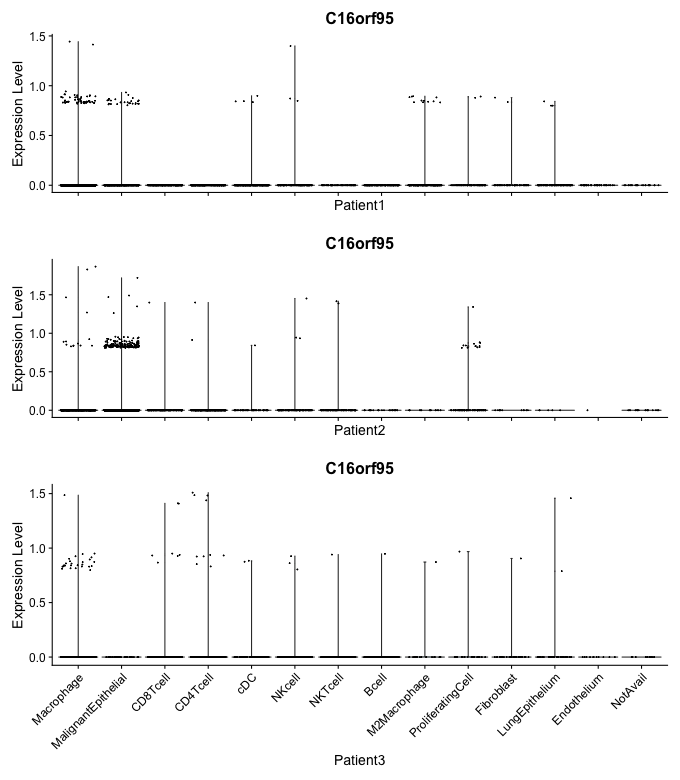 C16orf95
Expression Level
1.5
1.0
0.5
0.0
Patient1
C16orf95
Expression Level
1.5
1.0
0.5
0.0
Patient2
C16orf95
Expression Level
1.5
1.0
0.5
0.0
Macrophage
MalignantEpithelial
CD8Tcell
CD4Tcell
cDC
NKcell
NKTcell
Bcell
M2Macrophage
ProliferatingCell
Fibroblast
LungEpithelium
Endothelium
NotAvail
Patient3